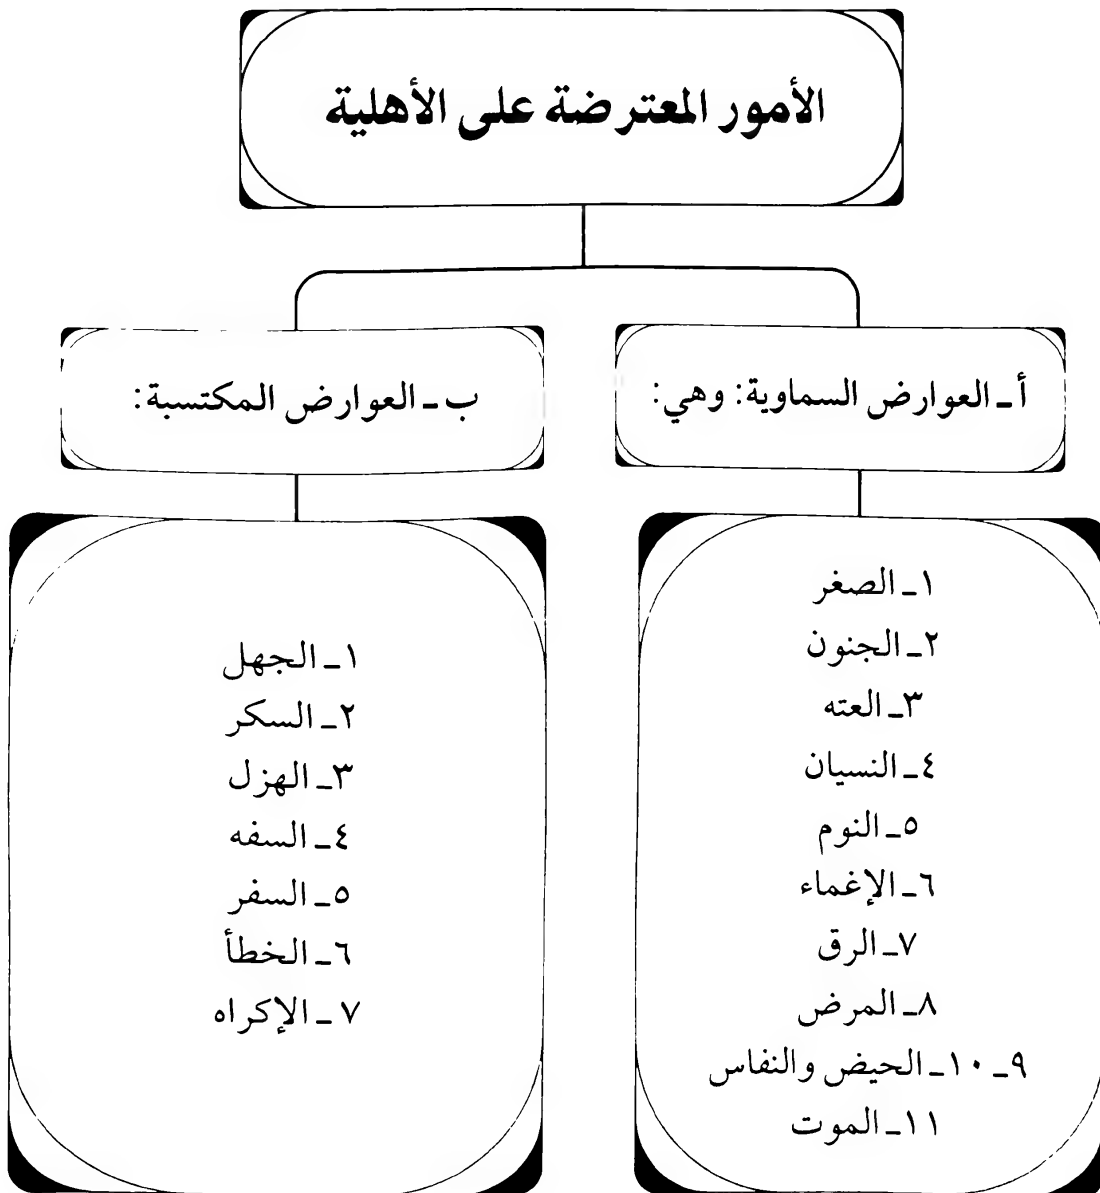 الأمور المعترضة على الأهلية
أ ـ العوارض السماوية: وهي:
١ ـ الصغر
٢ ـ الجنون
٣ ـ العته
٤ ـ النسيان
٥ ـ النوم
٦ ـ الإغماء
٧ ـ الرق
٨ ـ المرض
٩ ـ ١٠ ـ الحيض والنفاس
١١ ـ الموت
ب ـ العوارض المكتسبة:
١ ـ الجهل
٢ ـ السكر
٣ ـ الهزل
٤ ـ السفه
٥ ـ السفر
٦ ـ الخطأ
٧ ـ الإكراه